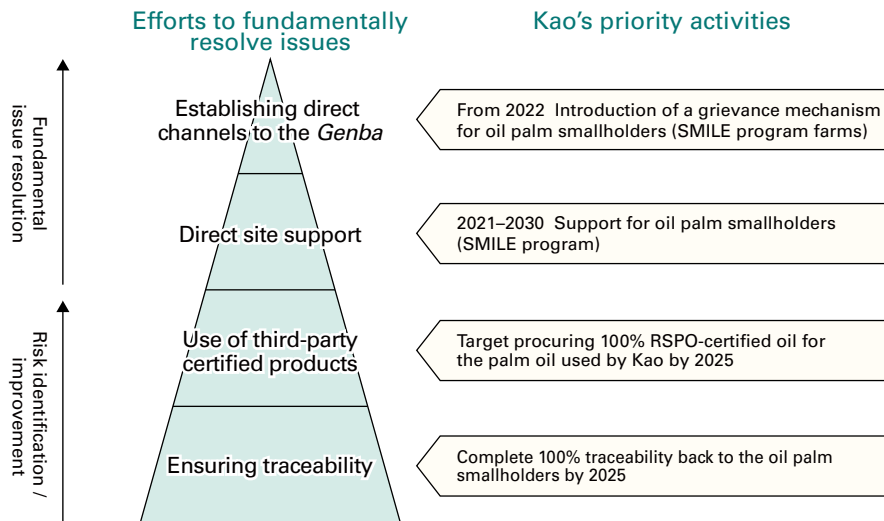 Efforts to fundamentally
resolve issues
Kao's priority activities
Fundamental
issue resolution
Establishing direct
channels to the Genba
From 2022 Introduction of a grievance mechanism
for oil palm smallholders (SMILE program farms)
Direct site support
2021–2030 Support for oil palm smallholders
(SMILE program)
Risk identification /
improvement
Use of third-party
certified products
Target procuring 100% RSPO-certified oil for
the palm oil used by Kao by 2025
Ensuring traceability
Complete 100% traceability back to the oil palm
smallholders by 2025